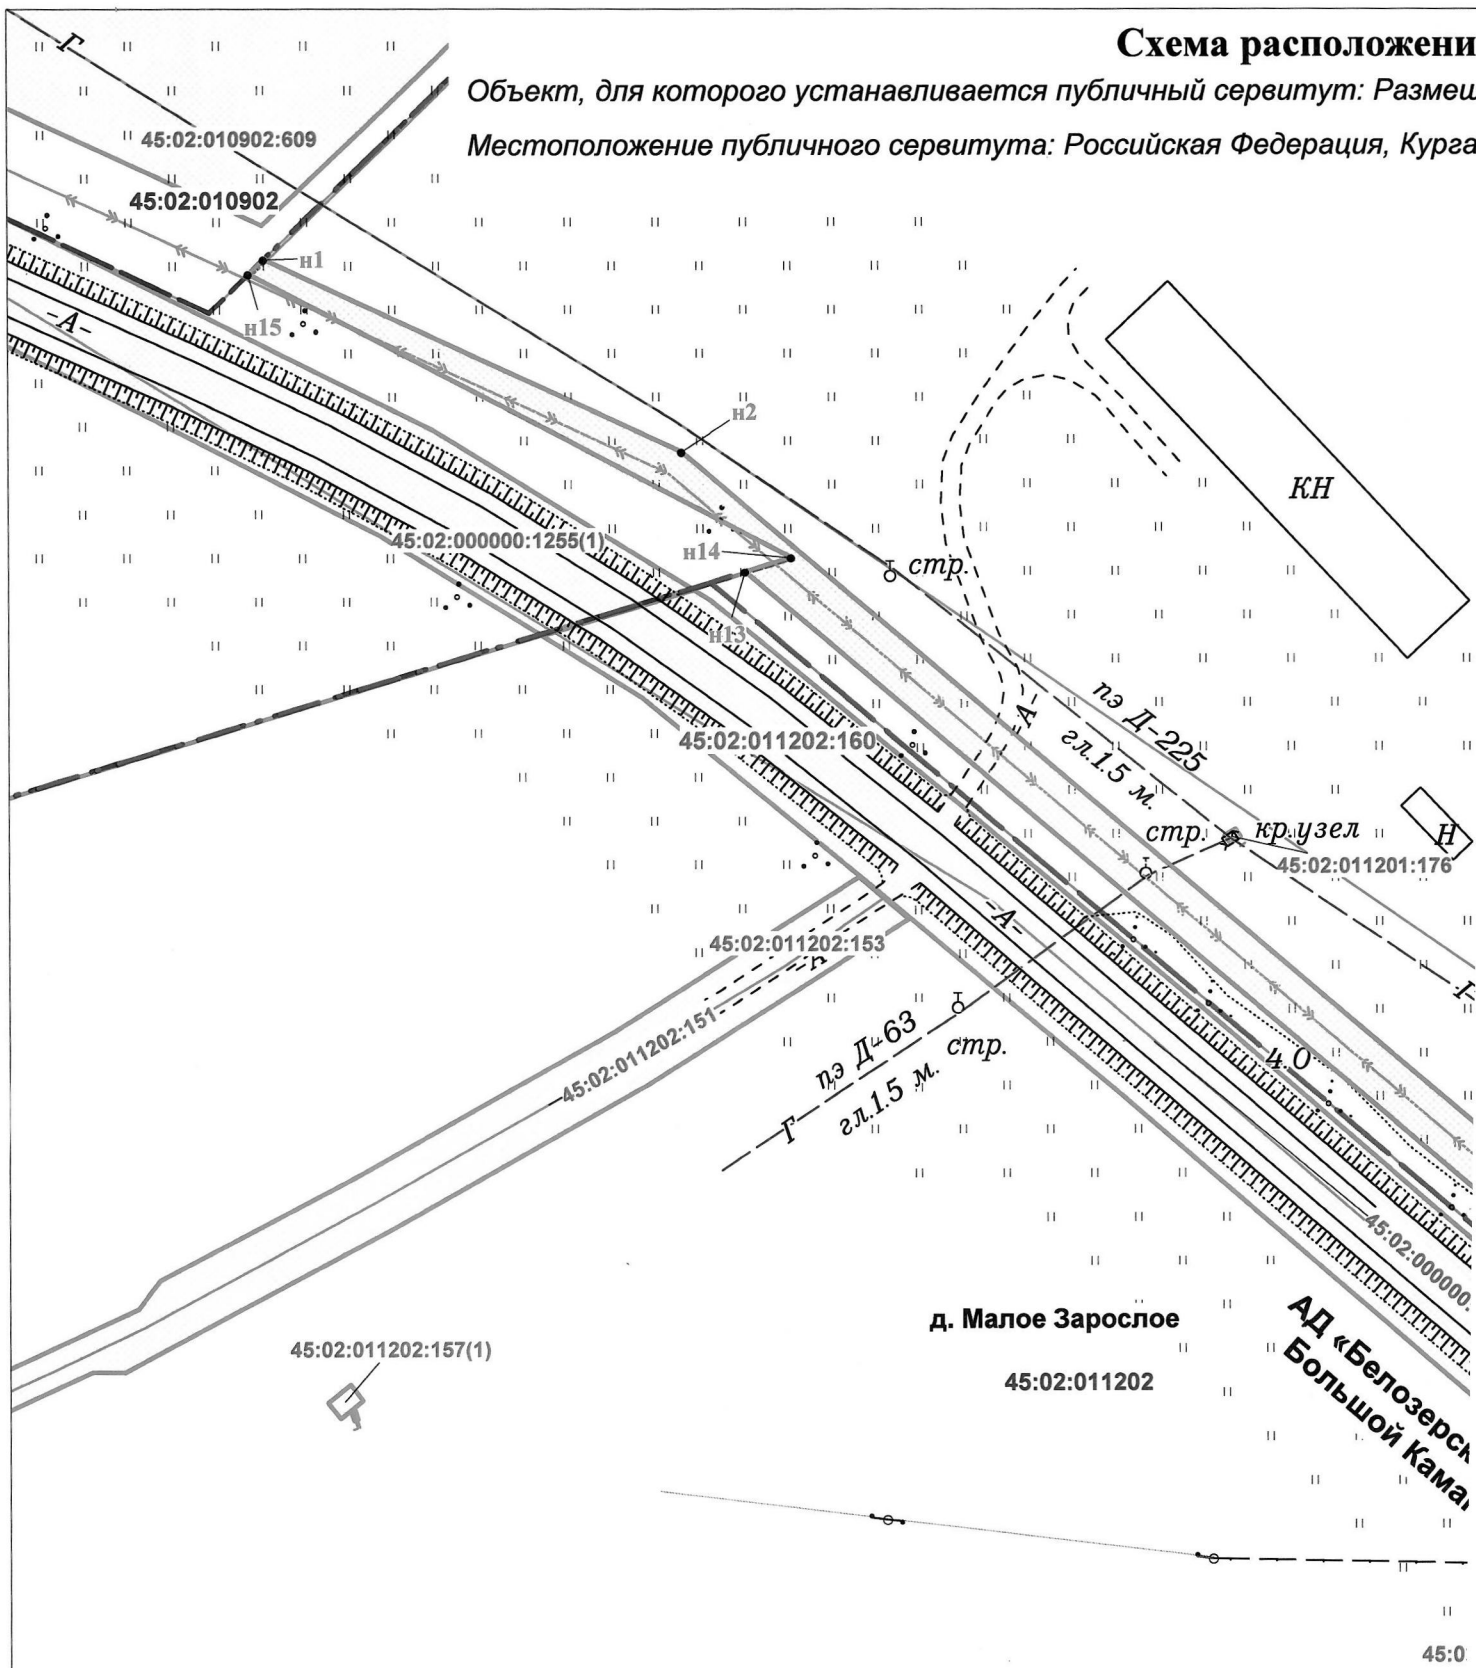 Схема расположени
Объект, для которого устанавливается публичный сервитут: Размещ
Местоположение публичного сервитута: Российская Федерация, Курга
Г
45:02:010902:609
45:02:010902
н1
н15
-А-
н2
КН
45:02:000000:1255(1)
н14
стр.
н13
пэ Д-225
гл.1.5 м.
-А-
45:02:011202:160
стр.
кр.узел
Н
45:02:011201:176
-А-
45:02:011202:153
45:02:011202:151
пэ Д-63
гл.1.5 м.
стр.
4.0
Г
45:02:000000:
д. Малое Зарослое
45:02:011202
АД «Белозерск
Большой Кама
45:02:011202:157(1)
45:0